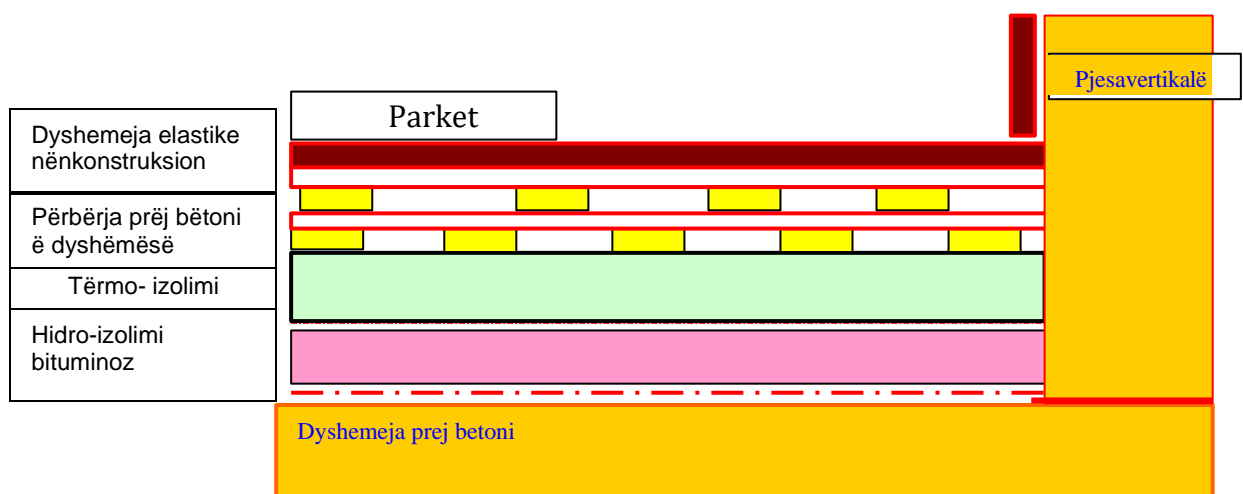 Pjesavertikalë
Parket
Dyshemeja elastike
nënkonstruksion
Përbërja prëj bëtoni
ë dyshëmësë
Tërmo- izolimi
Hidro-izolimi
bituminoz
Dyshemeja prej betoni